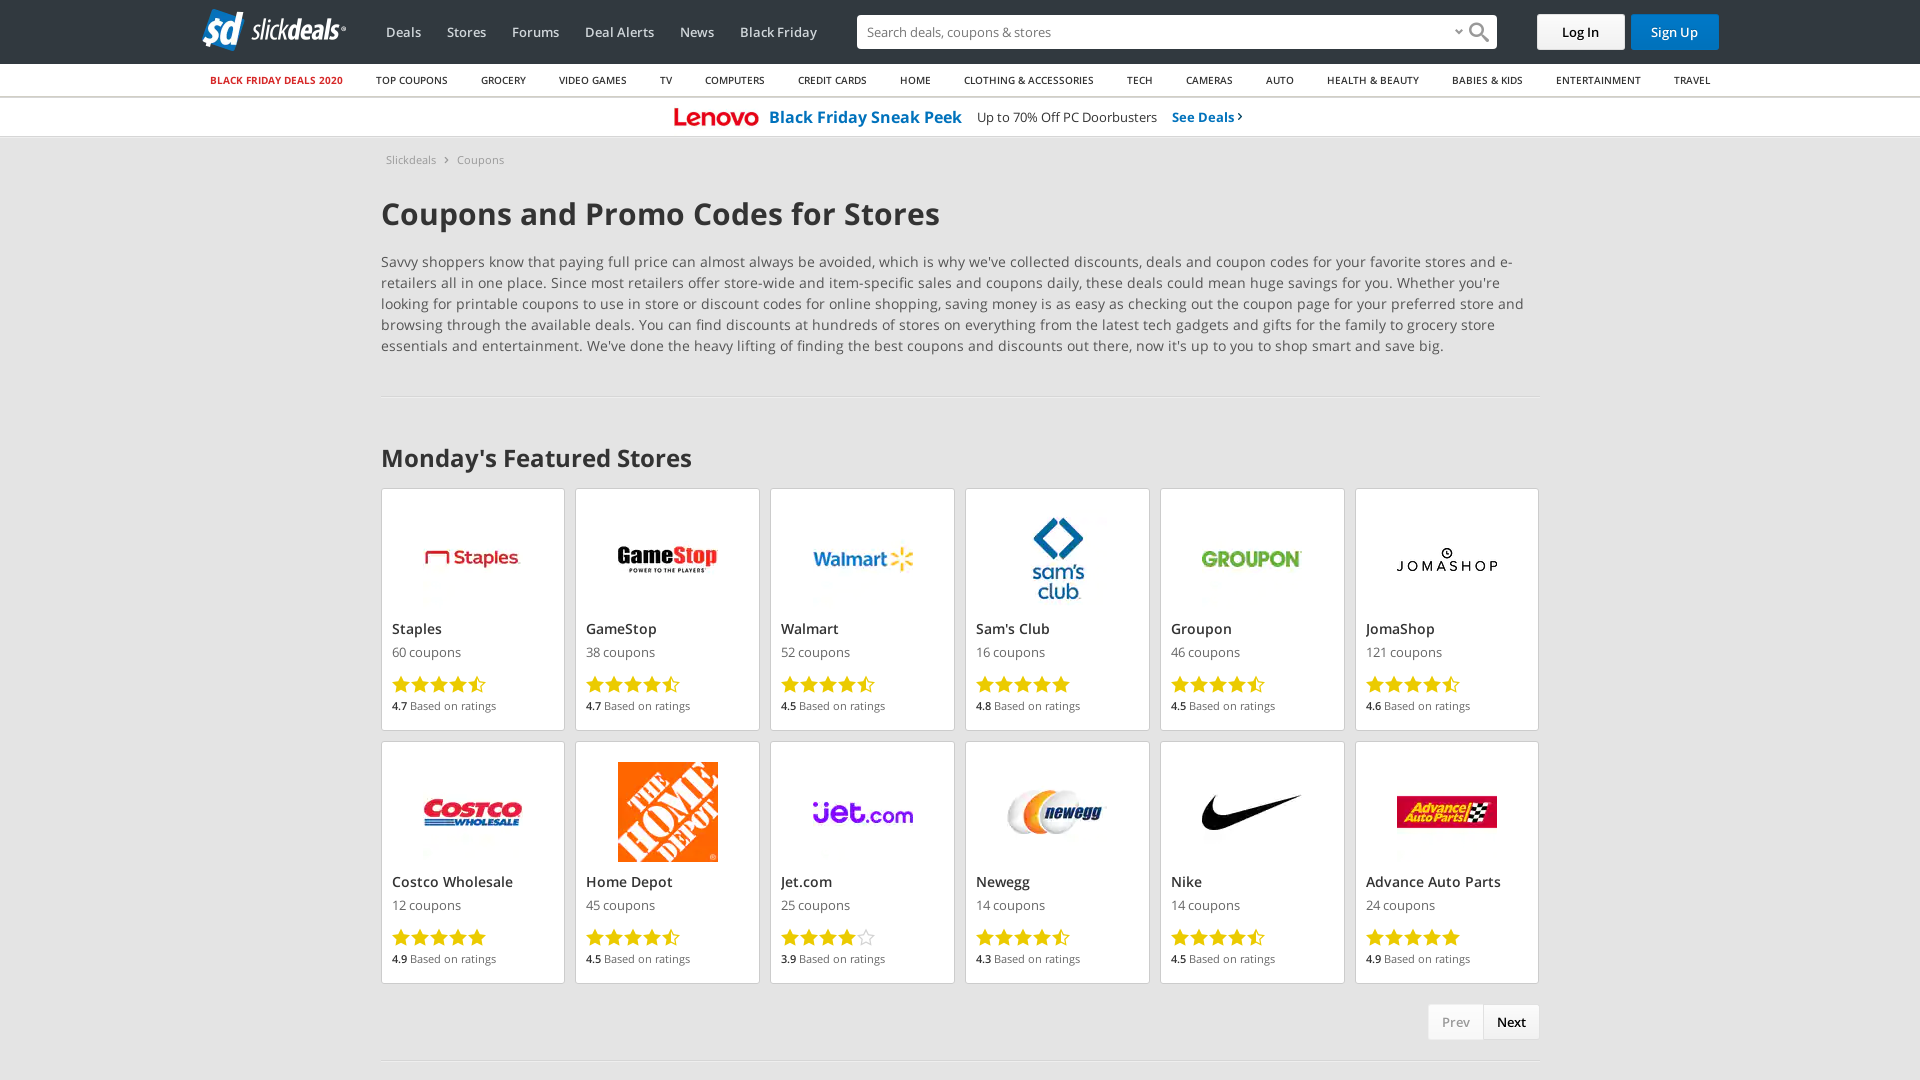 sd slickdeals®
Deals Stores Forums Deal Alerts News Black Friday
Search deals, coupons & stores
Log In Sign Up
BLACK FRIDAY DEALS 2020 TOP COUPONS GROCERY VIDEO GAMES TV COMPUTERS CREDIT CARDS HOME CLOTHING & ACCESSORIES TECH CAMERAS AUTO HEALTH & BEAUTY BABIES & KIDS ENTERTAINMENT TRAVEL
Lenovo Black Friday Sneak Peek Up to 70% Off PC Doorbusters See Deals ›
Slickdeals › Coupons
Coupons and Promo Codes for Stores
Savvy shoppers know that paying full price can almost always be avoided, which is why we've collected discounts, deals and coupon codes for your favorite stores and e-
retailers all in one place. Since most retailers offer store-wide and item-specific sales and coupons daily, these deals could mean huge savings for you. Whether you're
looking for printable coupons to use in store or discount codes for online shopping, saving money is as easy as checking out the coupon page for your preferred store and
browsing through the available deals. You can find discounts at hundreds of stores on everything from the latest tech gadgets and gifts for the family to grocery store
essentials and entertainment. We've done the heavy lifting of finding the best coupons and discounts out there, now it's up to you to shop smart and save big.
Monday's Featured Stores
Staples
Staples
60 coupons
4.7 Based on ratings
GameStop
POWER TO THE PLAYERS
GameStop
38 coupons
4.7 Based on ratings
Walmart
Walmart
52 coupons
4.5 Based on ratings
sam's
club
Sam's Club
16 coupons
4.8 Based on ratings
GROUPON
Groupon
46 coupons
4.5 Based on ratings
JOMASHOP
JomaShop
121 coupons
4.6 Based on ratings
COSTCO
WHOLESALE
Costco Wholesale
12 coupons
4.9 Based on ratings
THE
HOME
DEPOT
Home Depot
45 coupons
4.5 Based on ratings
jet.com
Jet.com
25 coupons
3.9 Based on ratings
newegg
Newegg
14 coupons
4.3 Based on ratings
Nike
14 coupons
4.5 Based on ratings
Advance
Auto Parts
Advance Auto Parts
24 coupons
4.9 Based on ratings
Prev Next